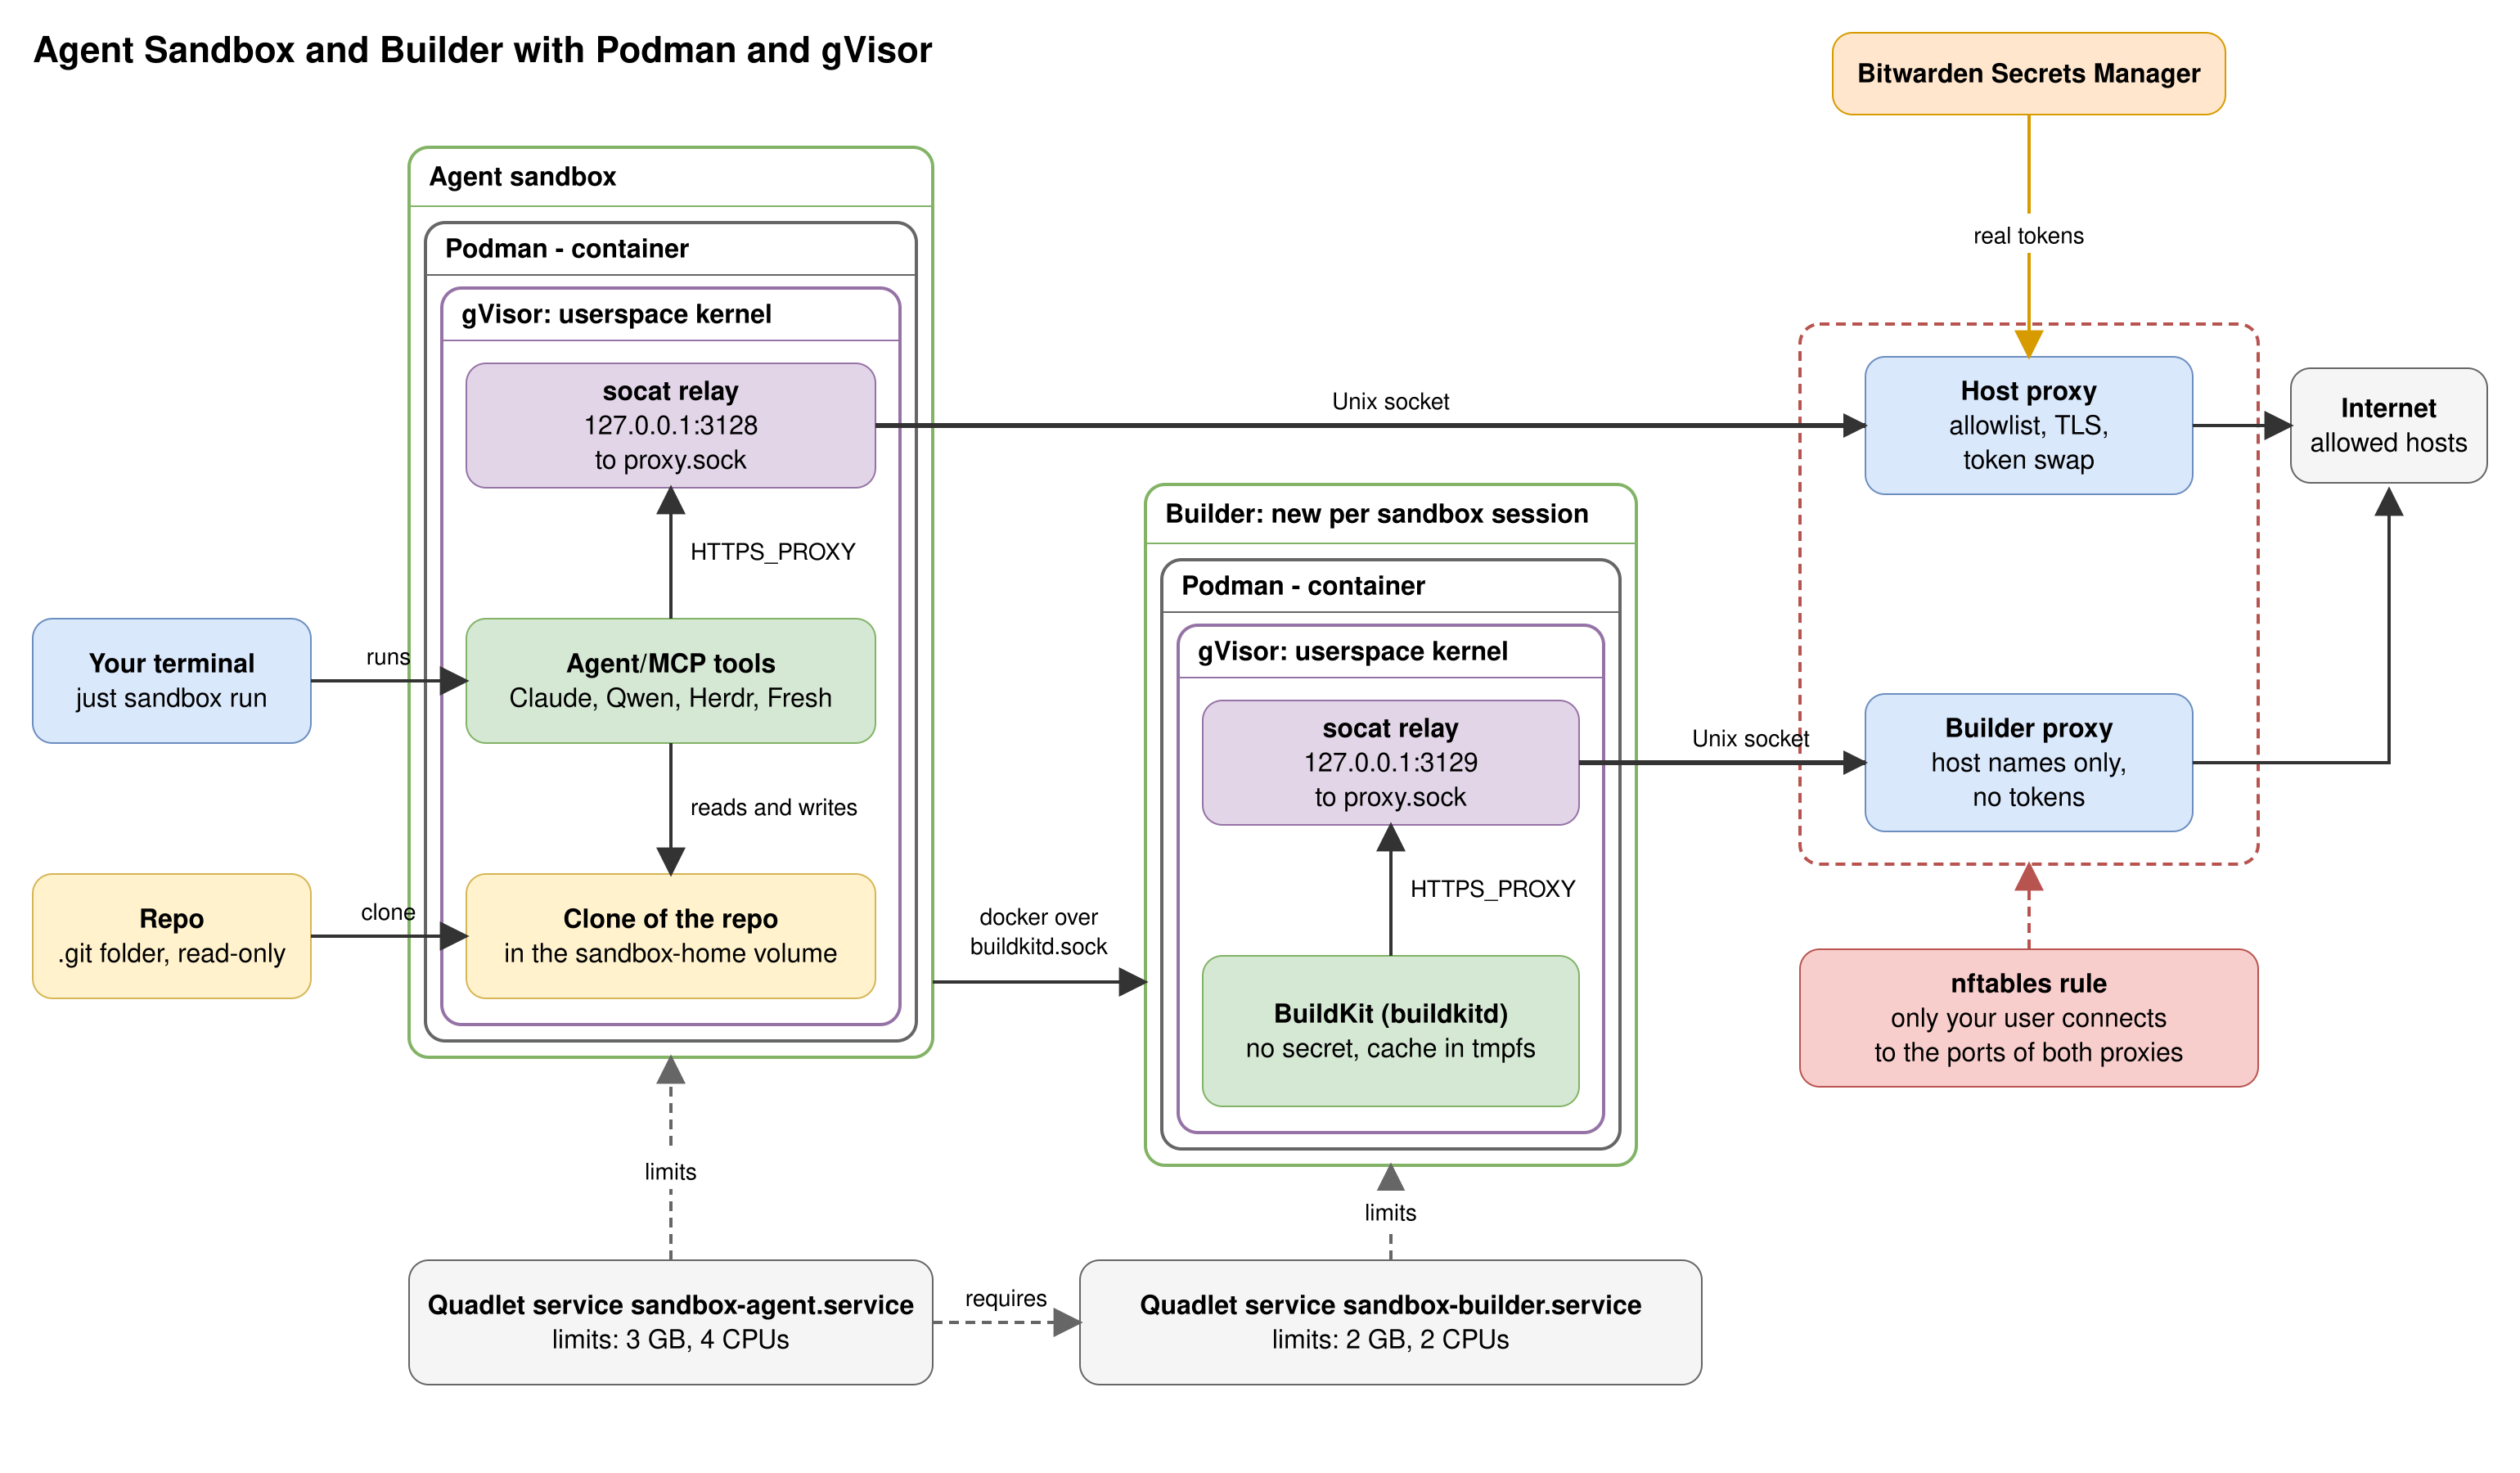 Agent Sandbox and Builder with Podman and gVisor
Bitwarden Secrets Manager
real tokens
Agent sandbox
Podman - container
gVisor: userspace kernel
socat relay
127.0.0.1:3128
to proxy.sock
Unix socket
Host proxy
allowlist, TLS,
token swap
Internet
allowed hosts
HTTPS_PROXY
Your terminal
just sandbox run
runs
Agent/MCP tools
Claude, Qwen, Herdr, Fresh
reads and writes
Repo
.git folder, read-only
clone
Clone of the repo
in the sandbox-home volume
docker over
buildkitd.sock
Builder: new per sandbox session
Podman - container
gVisor: userspace kernel
socat relay
127.0.0.1:3129
to proxy.sock
Unix socket
Builder proxy
host names only,
no tokens
HTTPS_PROXY
BuildKit (buildkitd)
no secret, cache in tmpfs
nftables rule
only your user connects
to the ports of both proxies
limits
limits
Quadlet service sandbox-agent.service
limits: 3 GB, 4 CPUs
requires
Quadlet service sandbox-builder.service
limits: 2 GB, 2 CPUs